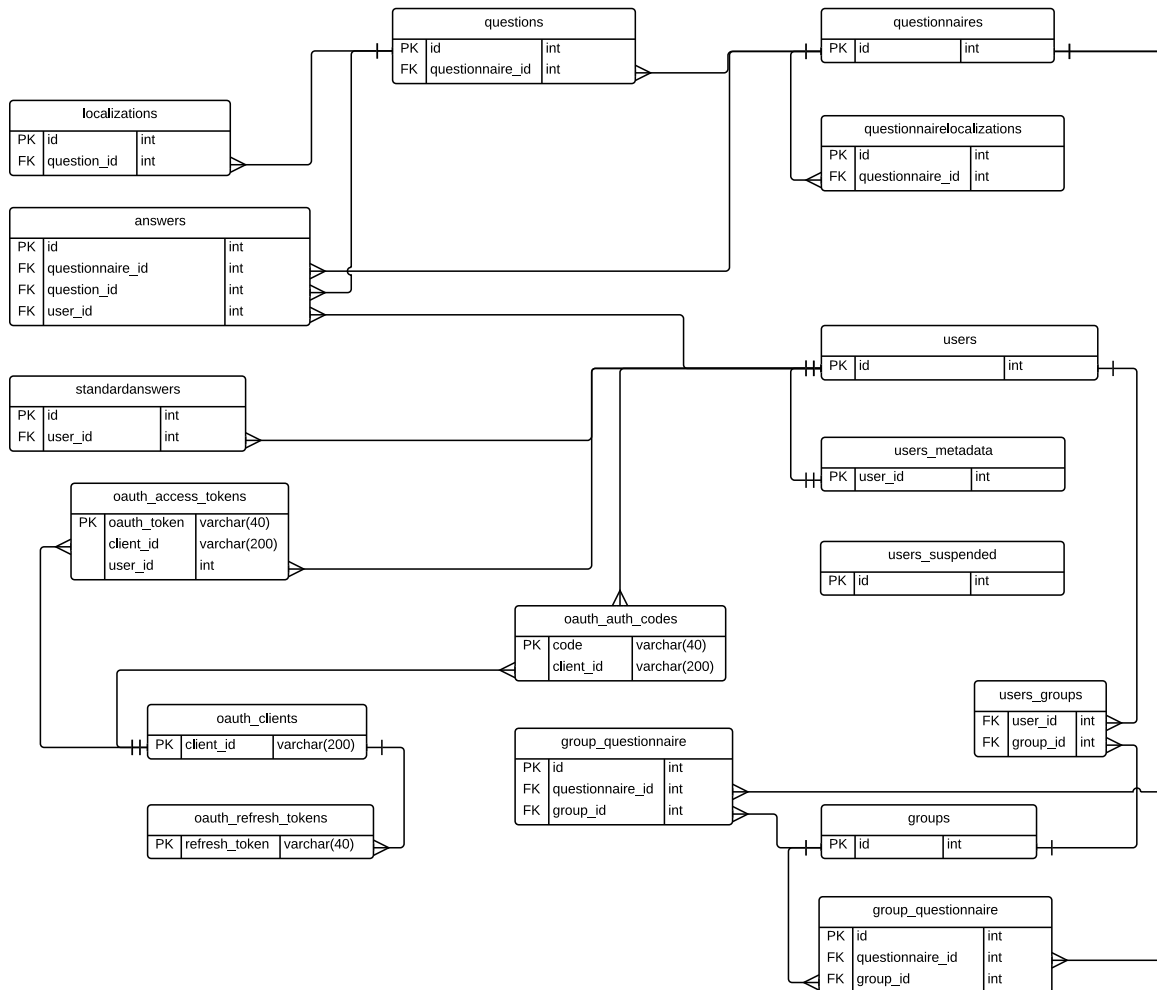 questions
PK id int
FK questionnaire_id int
questionnaires
PK id int
localizations
PK id int
FK question_id int
questionnairelocalizations
PK id int
FK questionnaire_id int
answers
PK id int
FK questionnaire_id int
FK question_id int
FK user_id int
users
PK id int
standardanswers
PK id int
FK user_id int
users_metadata
PK user_id int
oauth_access_tokens
PK oauth_token varchar(40)
client_id varchar(200)
user_id int
users_suspended
PK id int
oauth_auth_codes
PK code varchar(40)
client_id varchar(200)
users_groups
FK user_id int
FK group_id int
oauth_clients
PK client_id varchar(200)
group_questionnaire
PK id int
FK questionnaire_id int
FK group_id int
oauth_refresh_tokens
PK refresh_token varchar(40)
groups
PK id int
group_questionnaire
PK id int
FK questionnaire_id int
FK group_id int